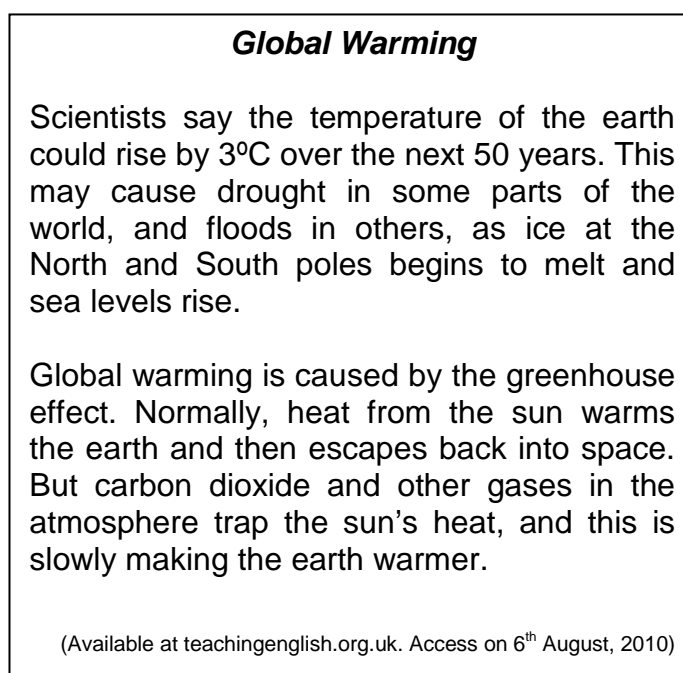 Global Warming
Scientists say the temperature of the earth
could rise by 3ºC over the next 50 years. This
may cause drought in some parts of the
world, and floods in others, as ice at the
North and South poles begins to melt and
sea levels rise.
Global warming is caused by the greenhouse
effect. Normally, heat from the sun warms
the earth and then escapes back into space.
But carbon dioxide and other gases in the
atmosphere trap the sun’s heat, and this is
slowly making the earth warmer.
(Available at teachingenglish.org.uk. Access on 6th August, 2010)